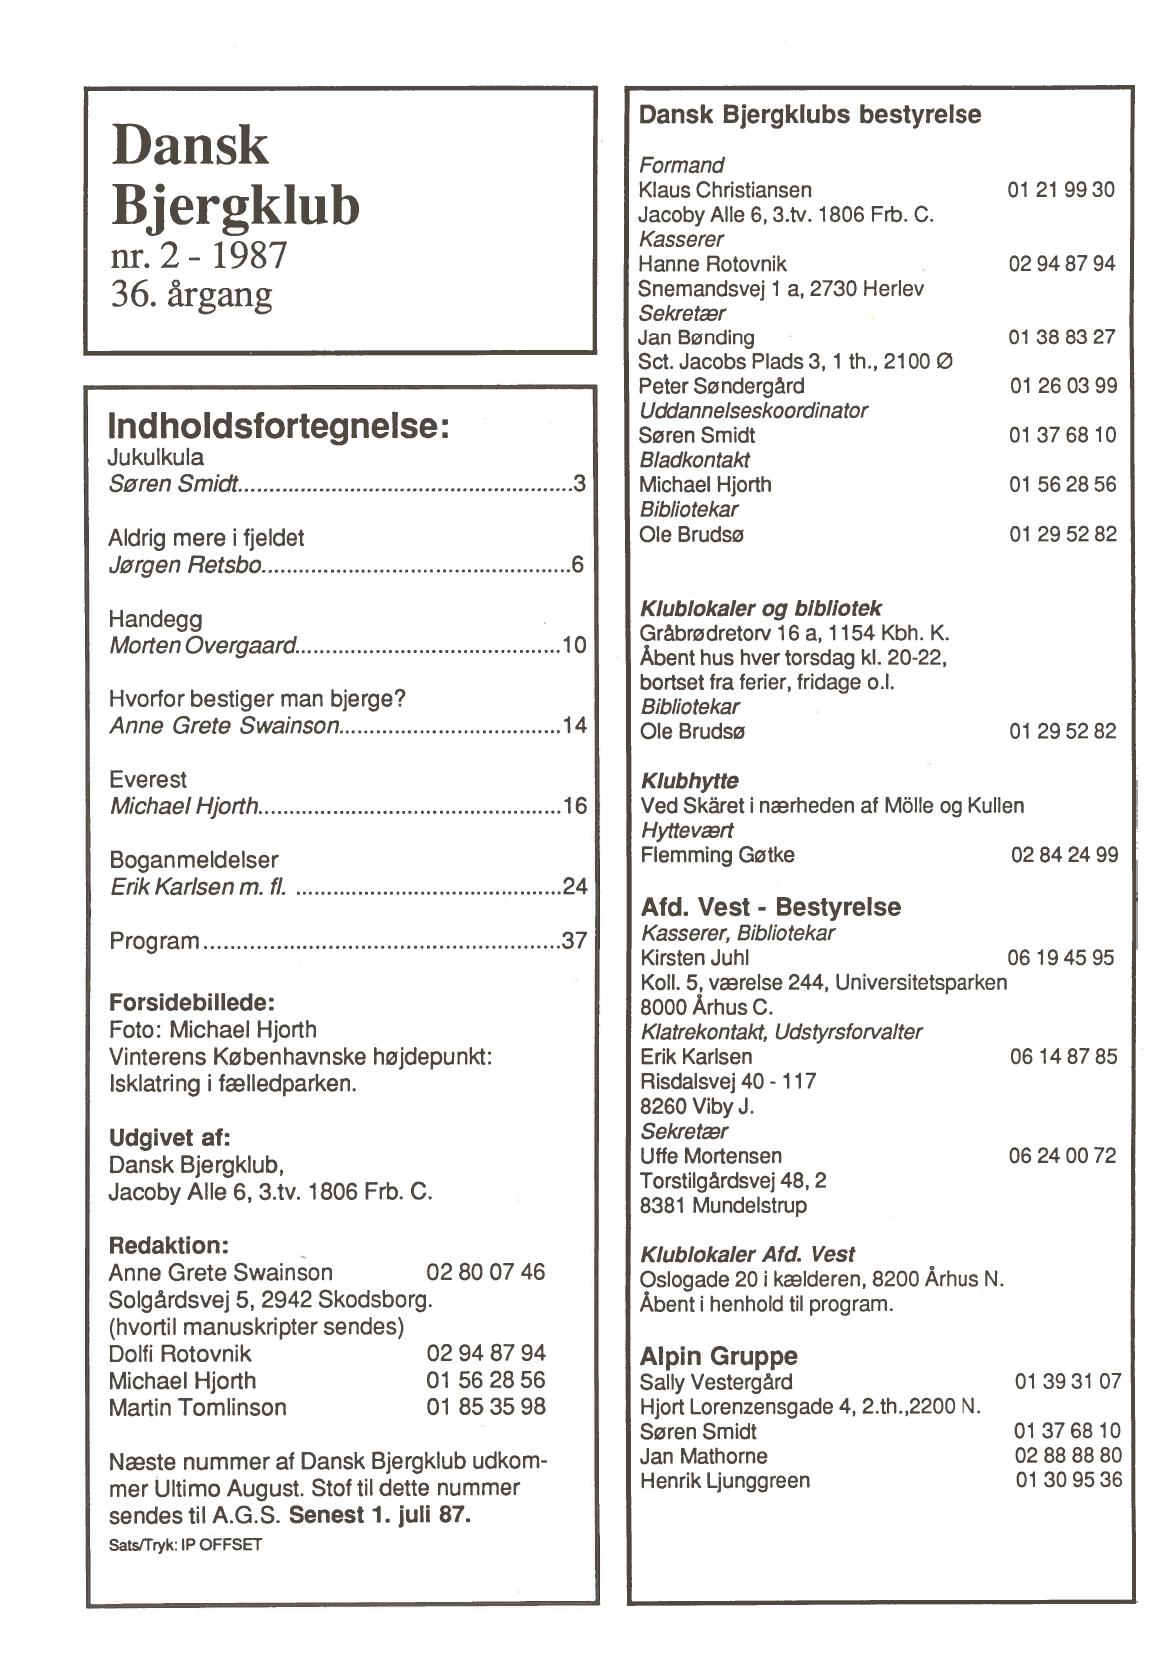 Dansk
Bjergklub
nr. 2 - 1987
36. årgang
Indholdsfortegnelse:
Jukulkula
Søren Smidt......................................................3
Aldrig mere i fjeldet
Jørgen Retsbo..................................................6
Handegg
Morten Overgaard...........................................10
Hvorfor bestiger man bjerge?
Anne Grete Swainson....................................14
Everest
Michael Hjorth.................................................16
Boganmeldelser
Erik Karlsen m. fl. ...........................................24
Program......................................................37
Forsidebillede:
Foto: Michael Hjorth
Vinterens Københavnske højdepunkt:
Isklatring i fælledparken.
Udgivet af:
Dansk Bjergklub,
Jacoby Alle 6, 3.tv. 1806 Frb. C.
Redaktion:
Anne Grete Swainson 02 80 07 46
Solgårdsvej 5, 2942 Skodsborg.
(hvortil manuskripter sendes)
Dolfi Rotovnik 02 94 87 94
Michael Hjorth 01 56 28 56
Martin Tomlinson 01 85 35 98
Næste nummer af Dansk Bjergklub udkom-
mer Ultimo August. Stof til dette nummer
sendes til A.G.S. Senest 1. juli 87.
Sats/Tryk: IP OFFSET
Dansk Bjergklubs bestyrelse
Formand
Klaus Christiansen 01 21 99 30
Jacoby Alle 6, 3.tv. 1806 Frb. C.
Kasserer
Hanne Rotovnik 02 94 87 94
Snemandsvej 1 a, 2730 Herlev
Sekretær
Jan Bønding 01 38 83 27
Sct. Jacobs Plads 3, 1 th., 2100 Ø
Peter Søndergård 01 26 03 99
Uddannelseskoordinator
Søren Smidt 01 37 68 10
Bladkontakt
Michael Hjorth 01 56 28 56
Bibliotekar
Ole Brudsø 01 29 52 82
Klublokaler og bibliotek
Gråbrødretorv 16 a, 1154 Kbh. K.
Åbent hus hver torsdag kl. 20-22,
bortset fra ferier, fridage o.l.
Bibliotekar
Ole Brudsø 01 29 52 82
Klubhytte
Ved Skäret i nærheden af Mölle og Kullen
Hyttevært
Flemming Gøtke 02 84 24 99
Afd. Vest - Bestyrelse
Kasserer, Bibliotekar
Kirsten Juhl 06 19 45 95
Koll. 5, værelse 244, Universitetsparken
8000 Århus C.
Klatrekontakt, Udstyrsforvalter
Erik Karlsen 06 14 87 85
Risdalsvej 40 - 117
8260 Viby J.
Sekretær
Uffe Mortensen 06 24 00 72
Torstilgårdsvej 48, 2
8381 Mundelstrup
Klublokaler Afd. Vest
Oslogade 20 i kælderen, 8200 Århus N.
Åbent i henhold til program.
Alpin Gruppe
Sally Vestergård 01 39 31 07
Hjort Lorenzensgade 4, 2.th.,2200 N.
Søren Smidt 01 37 68 10
Jan Mathorne 02 88 88 80
Henrik Ljunggreen 01 30 95 36